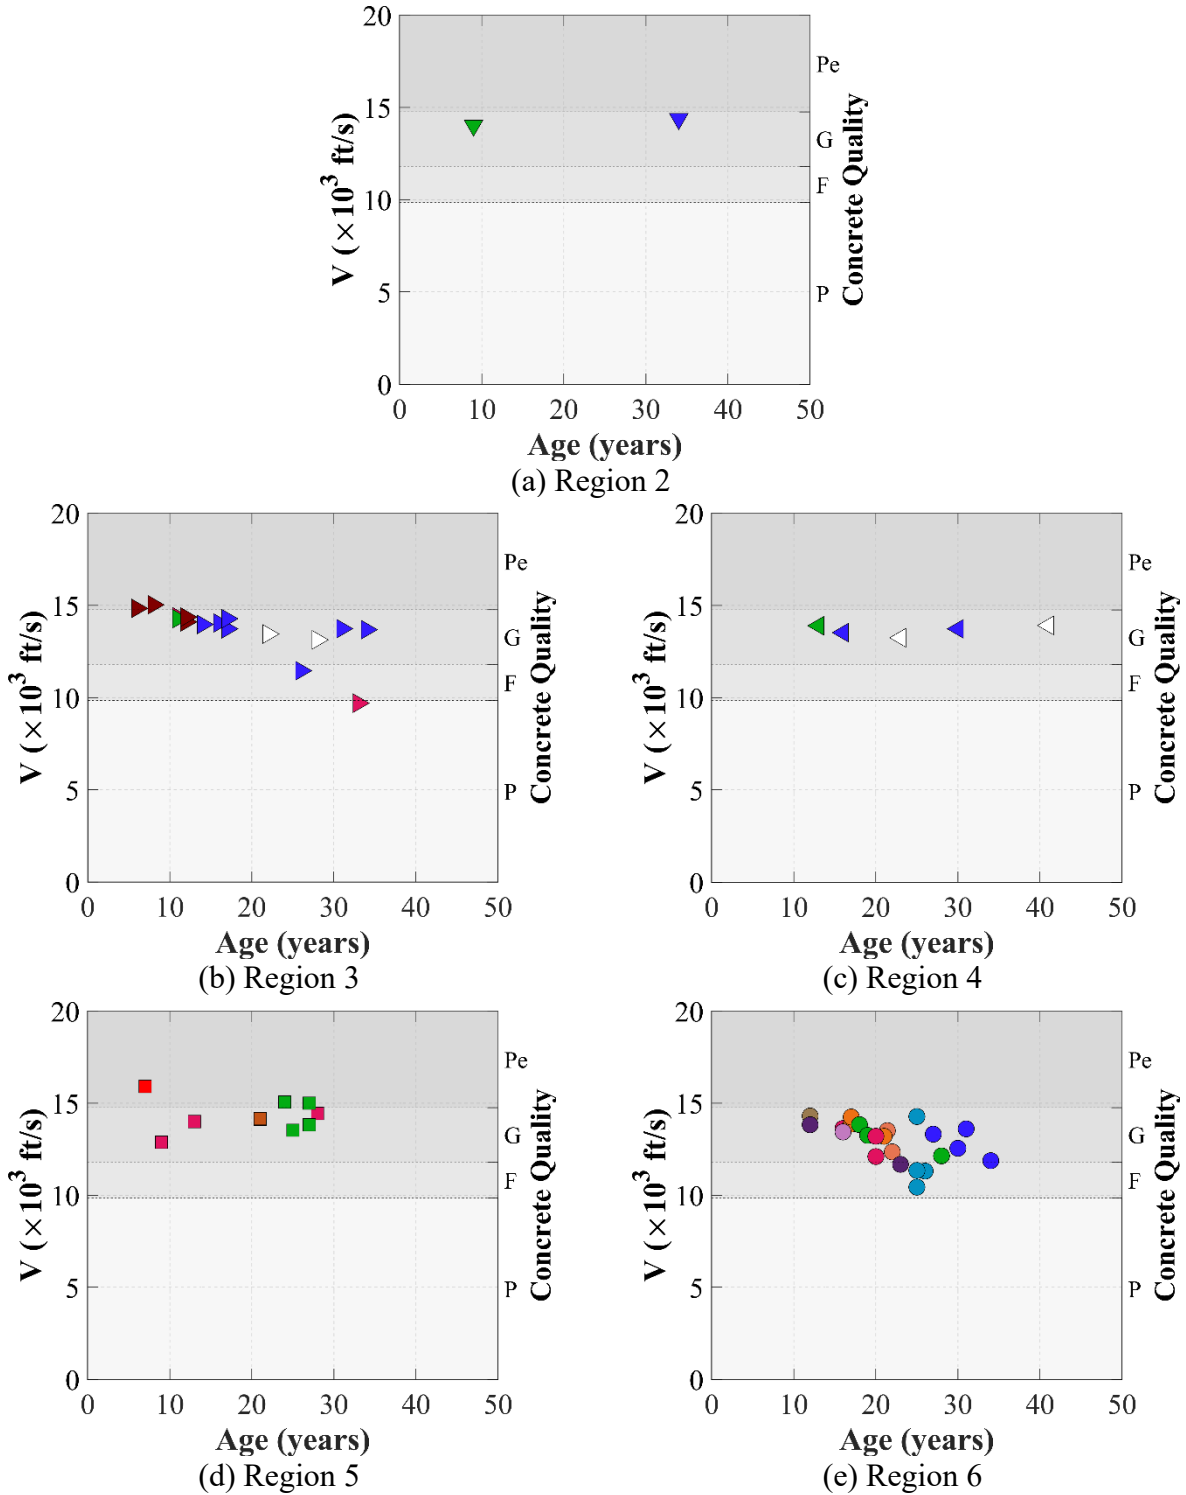 20
15
10
5
0
0 10 20 30 40 50
V (×10³ ft/s)
Pe
G
F
P
Concrete Quality
Age (years)
(a) Region 2
20
15
10
5
0
0 10 20 30 40 50
V (×10³ ft/s)
Pe
G
F
P
Concrete Quality
Age (years)
(b) Region 3
20
15
10
5
0
0 10 20 30 40 50
V (×10³ ft/s)
Pe
G
F
P
Concrete Quality
Age (years)
(c) Region 4
20
15
10
5
0
0 10 20 30 40 50
V (×10³ ft/s)
Pe
G
F
P
Concrete Quality
Age (years)
(d) Region 5
20
15
10
5
0
0 10 20 30 40 50
V (×10³ ft/s)
Pe
G
F
P
Concrete Quality
Age (years)
(e) Region 6